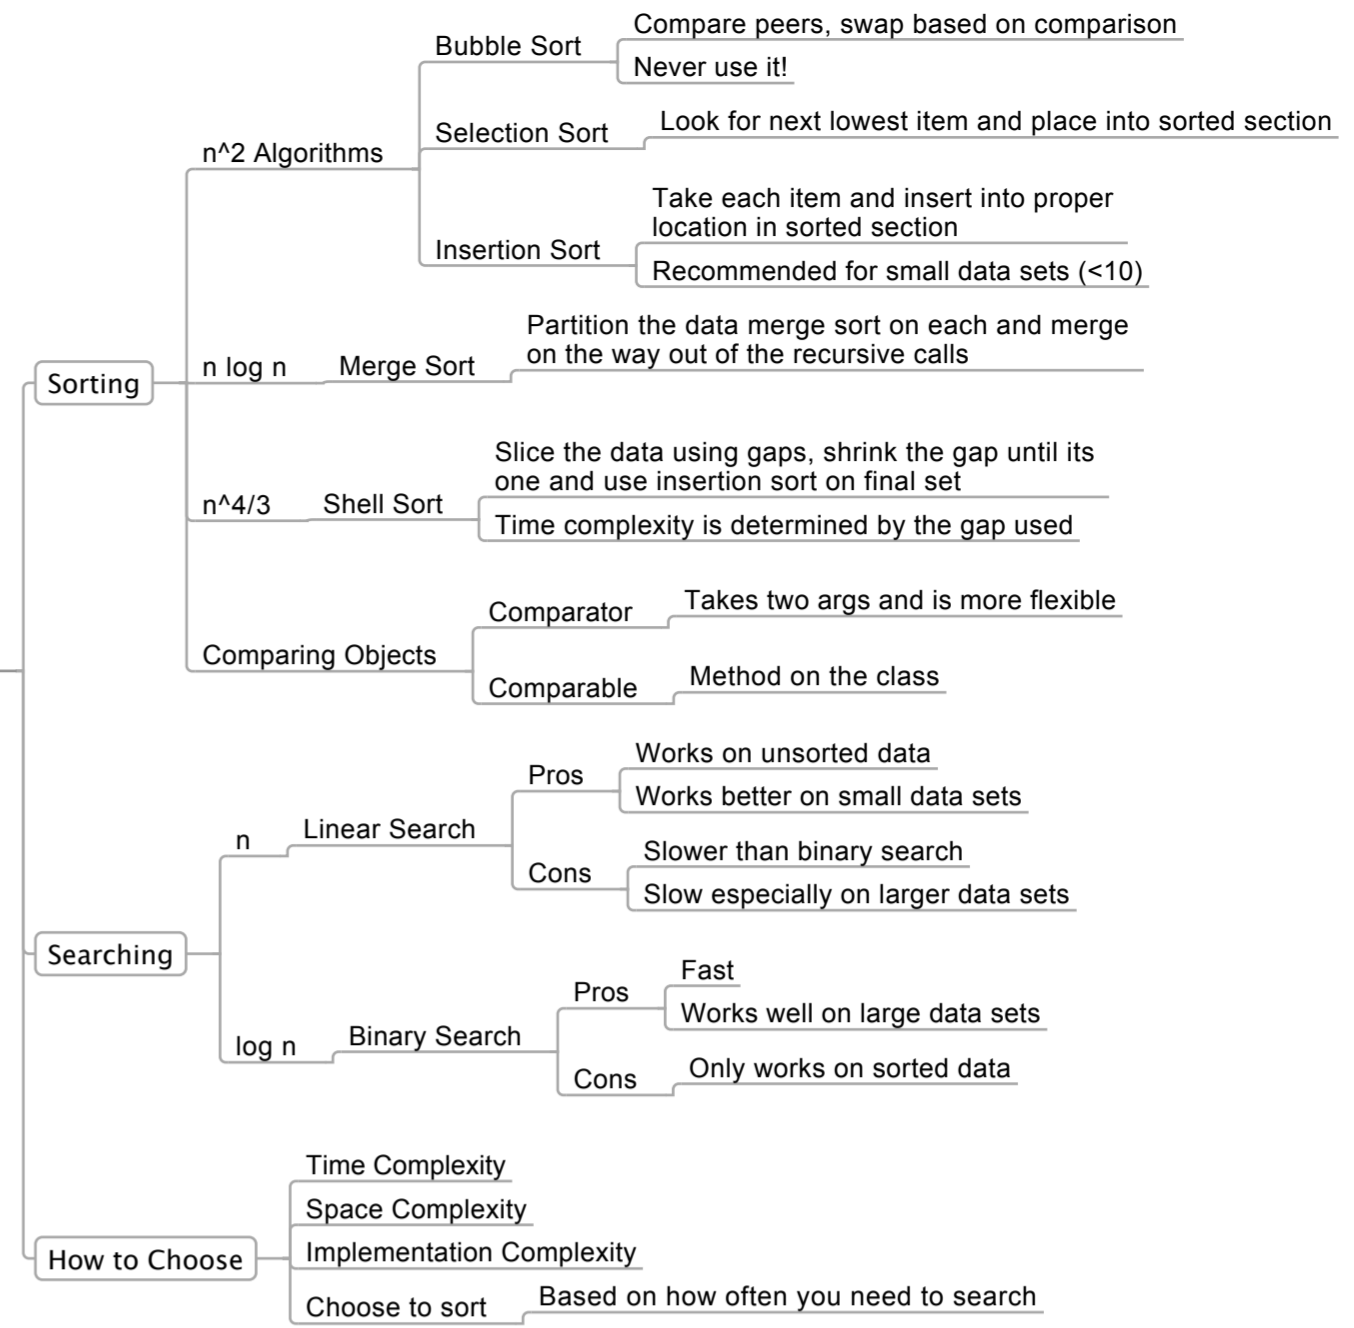 Sorting
n^2 Algorithms
Bubble Sort
Compare peers, swap based on comparison
Never use it!
Selection Sort
Look for next lowest item and place into sorted section
Insertion Sort
Take each item and insert into proper
location in sorted section
Recommended for small data sets (<10)
n log n
Merge Sort
Partition the data merge sort on each and merge
on the way out of the recursive calls
n^4/3
Shell Sort
Slice the data using gaps, shrink the gap until its
one and use insertion sort on final set
Time complexity is determined by the gap used
Comparing Objects
Comparator
Takes two args and is more flexible
Comparable
Method on the class
Searching
n
Linear Search
Pros
Works on unsorted data
Works better on small data sets
Cons
Slower than binary search
Slow especially on larger data sets
log n
Binary Search
Pros
Fast
Works well on large data sets
Cons
Only works on sorted data
How to Choose
Time Complexity
Space Complexity
Implementation Complexity
Choose to sort
Based on how often you need to search